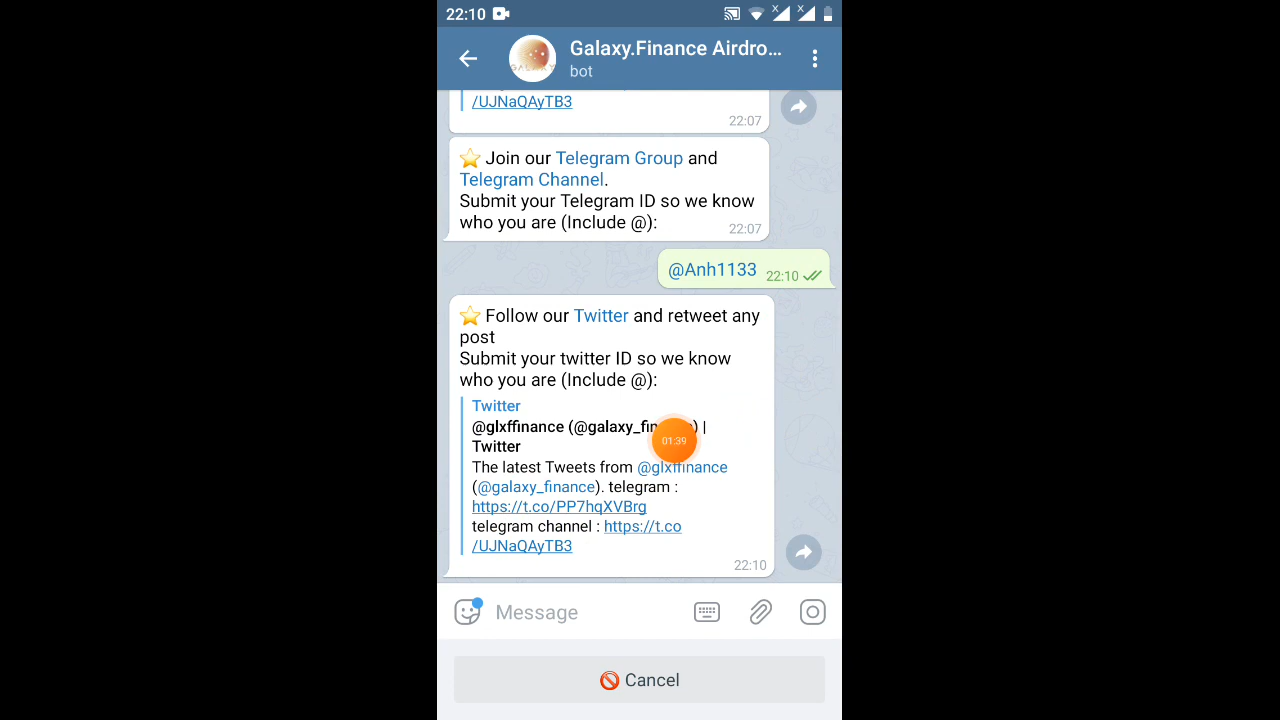 22:10
Galaxy.Finance Airdro...
bot
/UJNaQAyTB3
22:07
⭐ Join our Telegram Group and
Telegram Channel.
Submit your Telegram ID so we know
who you are (Include @):
22:07
@Anh1133
22:10
⭐ Follow our Twitter and retweet any
post
Submit your twitter ID so we know
who you are (Include @):
Twitter
@glxffinance (@galaxy_fin ) |
01:39
Twitter
The latest Tweets from @glxffinance
(@galaxy_finance). telegram :
https://t.co/PP7hqXVBrg
telegram channel : https://t.co
/UJNaQAyTB3
22:10
Message
🚫 Cancel